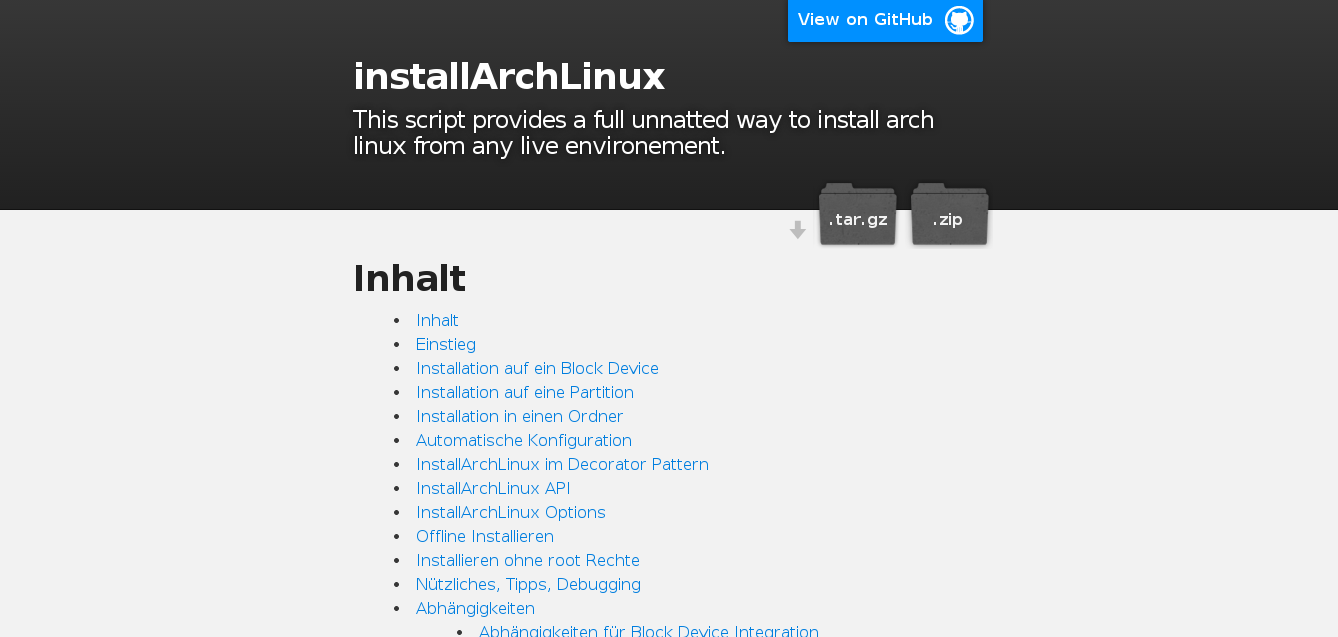 View on GitHub
installArchLinux
This script provides a full unnatted way to install arch
linux from any live environement.
.tar.gz
.zip
Inhalt
• Inhalt
• Einstieg
• Installation auf ein Block Device
• Installation auf eine Partition
• Installation in einen Ordner
• Automatische Konfiguration
• InstallArchLinux im Decorator Pattern
• InstallArchLinux API
• InstallArchLinux Options
• Offline Installieren
• Installieren ohne root Rechte
• Nützliches, Tipps, Debugging
• Abhängigkeiten
• Abhängigkeiten für Block Device Integration